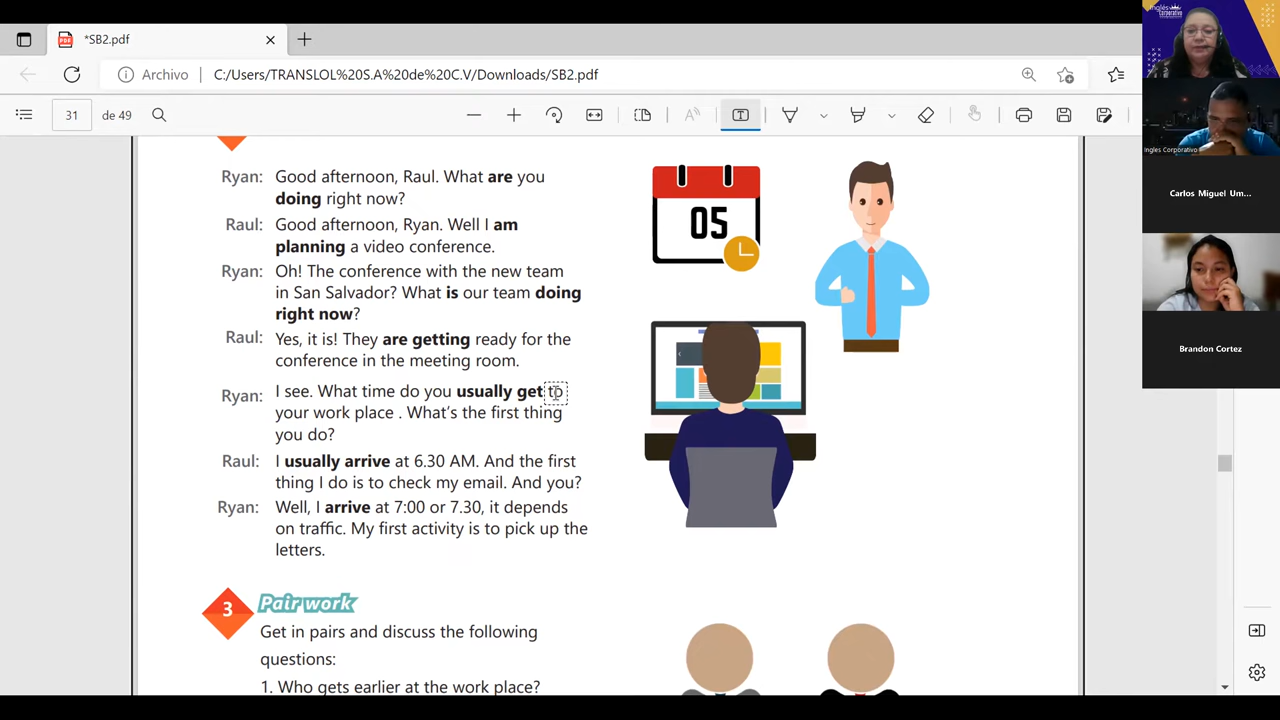 *SB2.pdf
Archivo
C:/Users/TRANSLOL%20S.A%20de%20C.V/Downloads/SB2.pdf
31
de 49
Ryan: Good afternoon, Raul. What are you
doing right now?
Raul: Good afternoon, Ryan. Well I am
planning a video conference.
Ryan: Oh! The conference with the new team
in San Salvador? What is our team doing
right now?
Raul: Yes, it is! They are getting ready for the
conference in the meeting room.
Ryan: I see. What time do you usually get to
your work place . What's the first thing
you do?
Raul: I usually arrive at 6.30 AM. And the first
thing I do is to check my email. And you?
Ryan: Well, I arrive at 7:00 or 7.30, it depends
on traffic. My first activity is to pick up the
letters.
05
3
Pair work
Get in pairs and discuss the following
questions:
1. Who gets earlier at the work place?
Inglés
Corporativo
Ingles Corporativo
Carlos Miguel Um...
Brandon Cortez